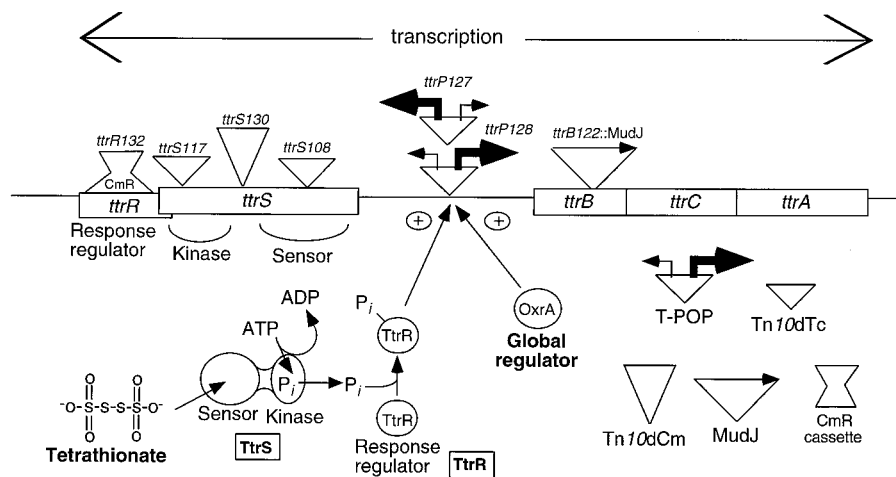 transcription
ttrP127
ttrP128
ttrB122::MudJ
ttrS130
ttrR132
ttrS117
ttrS108
CmR
ttrR
ttrS
ttrB
ttrC
ttrA
Response
regulator
Kinase
Sensor
+
+
T-POP
Tn10dTc
ADP
ATP
Pi
TtrR
OxrA
Global
regulator
Pi
Pi
Sensor
Kinase
TtrS
TtrR
Response
regulator
TtrR
O O
-O-S-S-S-S-O-
O O
Tetrathionate
Tn10dCm
MudJ
CmR
cassette